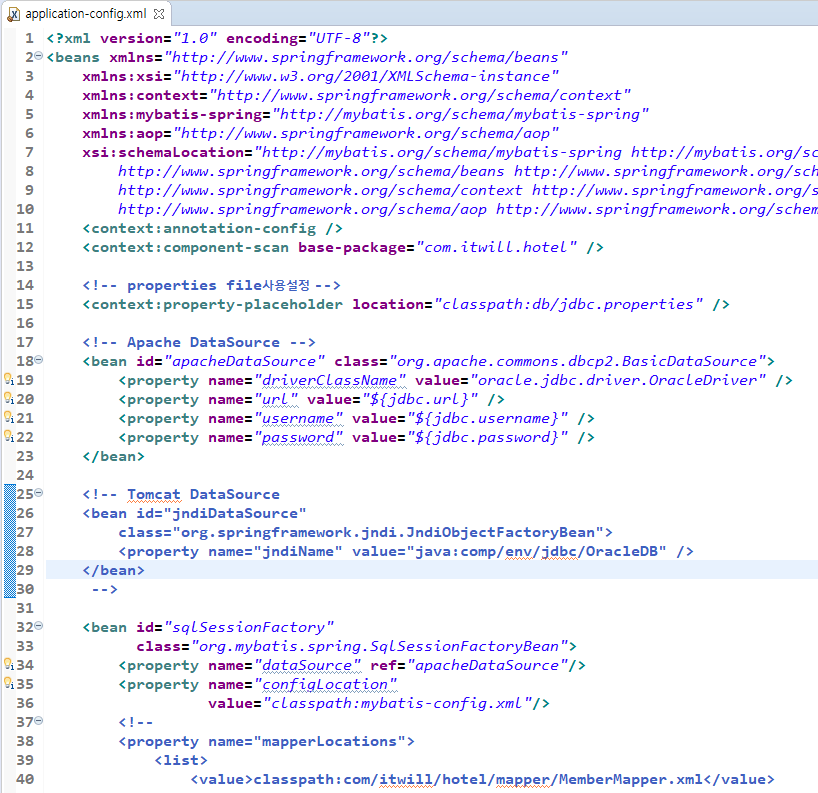 application-config.xml
1 <?xml version="1.0" encoding="UTF-8"?>
2 <beans xmlns="http://www.springframework.org/schema/beans"
3 xmlns:xsi="http://www.w3.org/2001/XMLSchema-instance"
4 xmlns:context="http://www.springframework.org/schema/context"
5 xmlns:mybatis-spring="http://mybatis.org/schema/mybatis-spring"
6 xmlns:aop="http://www.springframework.org/schema/aop"
7 xsi:schemaLocation="http://mybatis.org/schema/mybatis-spring http://mybatis.org/sc
8 http://www.springframework.org/schema/beans http://www.springframework.org/sch
9 http://www.springframework.org/schema/context http://www.springframework.org/s
10 http://www.springframework.org/schema/aop http://www.springframework.org/schem
11 <context:annotation-config />
12 <context:component-scan base-package="com.itwill.hotel" />
13
14 <!-- properties file사용설정 -->
15 <context:property-placeholder location="classpath:db/jdbc.properties" />
16
17 <!-- Apache DataSource -->
18 <bean id="apacheDataSource" class="org.apache.commons.dbcp2.BasicDataSource">
19 <property name="driverClassName" value="oracle.jdbc.driver.OracleDriver" />
20 <property name="url" value="${jdbc.url}" />
21 <property name="username" value="${jdbc.username}" />
22 <property name="password" value="${jdbc.password}" />
23 </bean>
24
25 <!-- Tomcat DataSource
26 <bean id="jndiDataSource"
27 class="org.springframework.jndi.JndiObjectFactoryBean">
28 <property name="jndiName" value="java:comp/env/jdbc/OracleDB" />
29 </bean>
30 -->
31
32 <bean id="sqlSessionFactory"
33 class="org.mybatis.spring.SqlSessionFactoryBean">
34 <property name="dataSource" ref="apacheDataSource"/>
35 <property name="configLocation"
36 value="classpath:mybatis-config.xml"/>
37 <!--
38 <property name="mapperLocations">
39 <list>
40 <value>classpath:com/itwill/hotel/mapper/MemberMapper.xml</value>